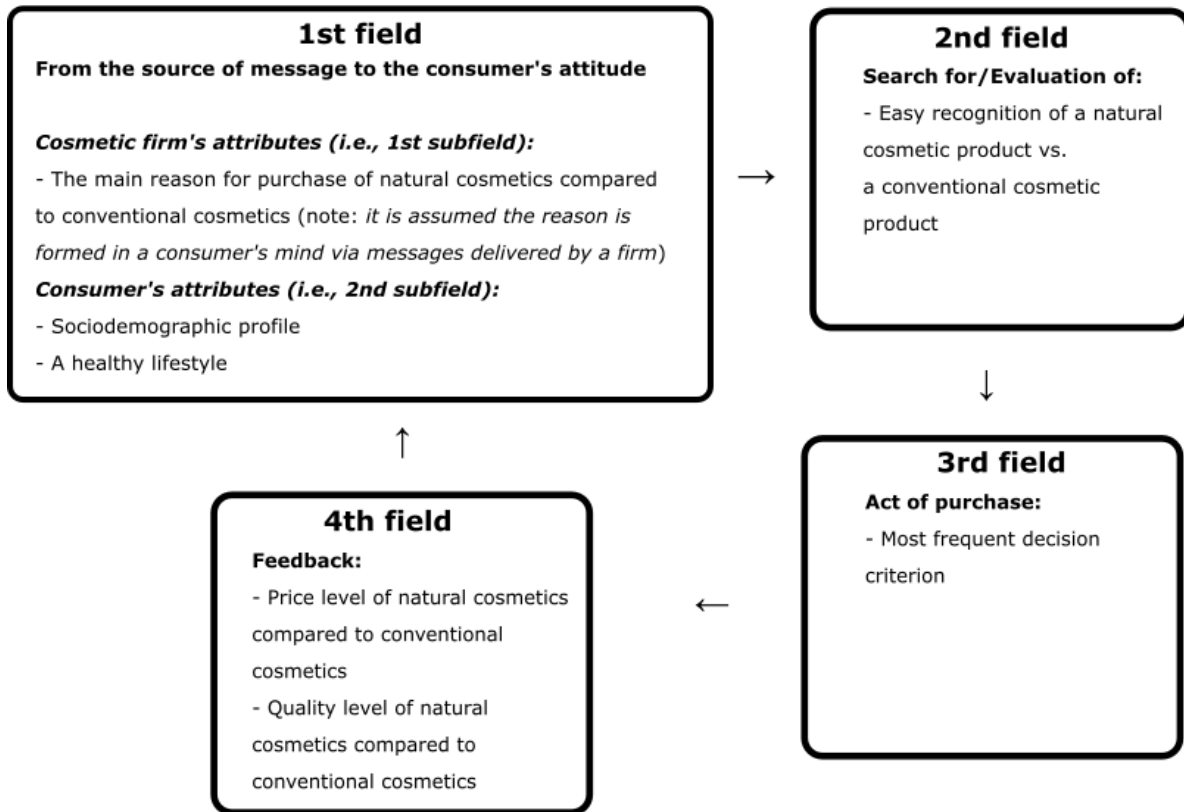 1st field
From the source of message to the consumer's attitude
Cosmetic firm's attributes (i.e., 1st subfield):
- The main reason for purchase of natural cosmetics compared
to conventional cosmetics (note: it is assumed the reason is
formed in a consumer's mind via messages delivered by a firm)
Consumer's attributes (i.e., 2nd subfield):
- Sociodemographic profile
- A healthy lifestyle
→
2nd field
Search for/Evaluation of:
- Easy recognition of a natural
cosmetic product vs.
a conventional cosmetic
product
↓
3rd field
Act of purchase:
- Most frequent decision
criterion
←
4th field
Feedback:
- Price level of natural cosmetics
compared to conventional
cosmetics
- Quality level of natural
cosmetics compared to
conventional cosmetics
↑